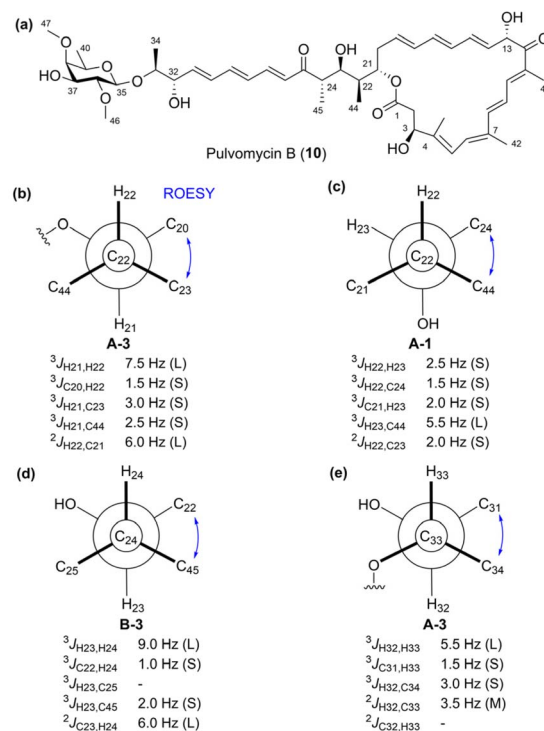 (a)
47
O
O
40
34
OH
13
O
HO
37
35
O
O
32
O
OH
21
24
22
O
46
OH
45
44
O
1
3
HO
4
7
42
4
Pulvomycin B (10)
(b)
H22
ROESY
O
C20
C22
C44
C23
H21
A-3
3JH21,H22 7.5 Hz (L)
3JC20,H22 1.5 Hz (S)
3JH21,C23 3.0 Hz (S)
3JH21,C44 2.5 Hz (S)
2JH22,C21 6.0 Hz (L)
(c)
H22
H23
C24
C22
C21
C44
OH
A-1
3JH22,H23 2.5 Hz (S)
3JH22,C24 1.5 Hz (S)
3JC21,H23 2.0 Hz (S)
3JH23,C44 5.5 Hz (L)
2JH22,C23 2.0 Hz (S)
(d)
H24
HO
C22
C24
C25
C45
H23
B-3
3JH23,H24 9.0 Hz (L)
3JC22,H24 1.0 Hz (S)
3JH23,C25 -
3JH23,C45 2.0 Hz (S)
2JC23,H24 6.0 Hz (L)
(e)
H33
HO
C31
C33
O
C34
H32
A-3
3JH32,H33 5.5 Hz (L)
3JC31,H33 1.5 Hz (S)
3JH32,C34 3.0 Hz (S)
2JH32,C33 3.5 Hz (M)
2JC32,H33 -